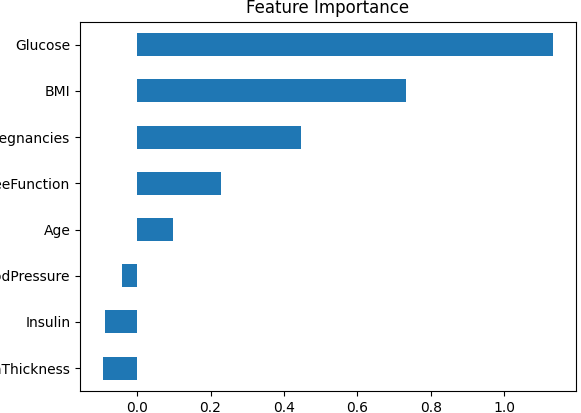 Feature Importance
Glucose
BMI
egnancies
eeFunction
Age
odPressure
Insulin
Thickness
0.0 0.2 0.4 0.6 0.8 1.0